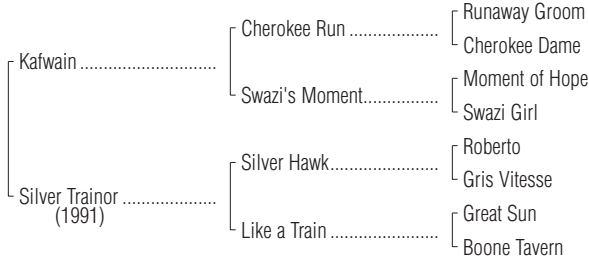 Runaway Groom
Cherokee Run ...................
Cherokee Dame
Kafwain .............................
Moment of Hope
Swazi's Moment................
Swazi Girl
Roberto
Silver Hawk.......................
Gris Vitesse
Silver Trainor ....................
(1991)
Great Sun
Like a Train .......................
Boone Tavern